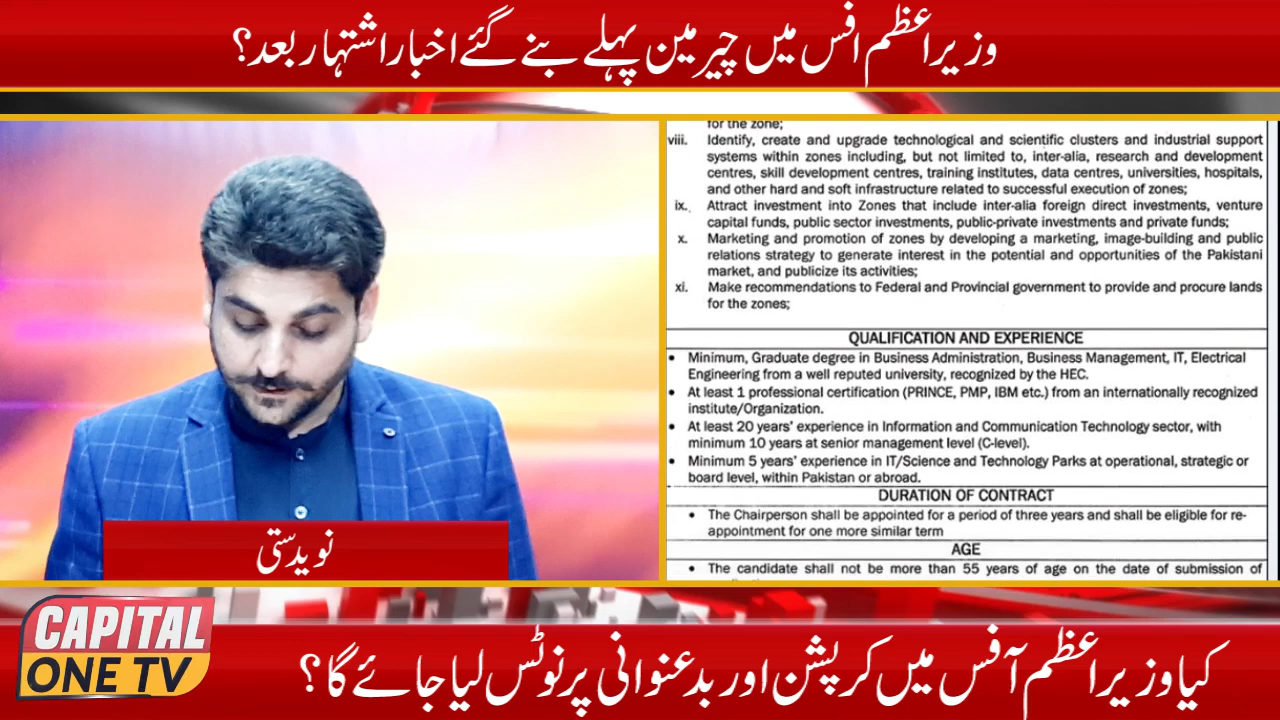 وزیراعظم افس میں چیرمین پہلے بنے گئے اخبار اشتہار بعد؟
for the zone;
viii. Identify, create and upgrade technological and scientific clusters and industrial support
systems within zones including, but not limited to, inter-alia, research and development
centres, skill development centres, training institutes, data centres, universities, hospitals,
and other hard and soft infrastructure related to successful execution of zones;
ix. Attract investment into Zones that include inter-alia foreign direct investments, venture
capital funds, public sector investments, public-private investments and private funds;
x. Marketing and promotion of zones by developing a marketing, image-building and public
relations strategy to generate interest in the potential and opportunities of the Pakistani
market, and publicize its activities;
xi. Make recommendations to Federal and Provincial government to provide and procure lands
for the zones;
QUALIFICATION AND EXPERIENCE
• Minimum, Graduate degree in Business Administration, Business Management, IT, Electrical
Engineering from a well reputed university, recognized by the HEC.
• At least 1 professional certification (PRINCE, PMP, IBM etc.) from an internationally recognized
institute/Organization.
• At least 20 years' experience in Information and Communication Technology sector, with
minimum 10 years at senior management level (C-level).
• Minimum 5 years' experience in IT/Science and Technology Parks at operational, strategic or
board level, within Pakistan or abroad.
DURATION OF CONTRACT
• The Chairperson shall be appointed for a period of three years and shall be eligible for re-
appointment for one more similar term
AGE
• The candidate shall not be more than 55 years of age on the date of submission of
نویدستی
CAPITAL
ONE TV
کیا وزیراعظم آفس میں کرپشن اور بدعنوانی پر نوٹس لیا جائے گا؟